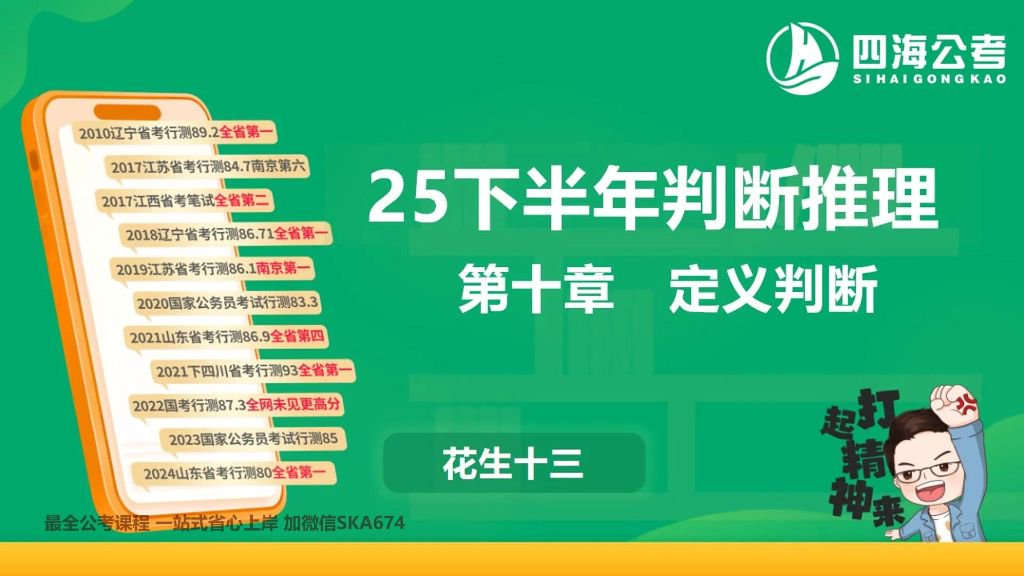 四海公考
SIHAIGONGKAO
2010辽宁省考行测89.2全省第一
2017江苏省考行测84.7南京第六
2017江西省考笔试全省第二
2018辽宁省考行测86.71全省第一
2019江苏省考行测86.1南京第一
2020国家公务员考试行测83.3
2021山东省考行测86.9全省第四
2021下四川省考行测93全省第一
2022国考行测87.3全网未见更高分
2023国家公务员考试行测85
2024山东省考行测80全省第一
25下半年判断推理
第十章 定义判断
花生十三
打起精神来
最全公考课程 一站式省心上岸 加微信SKA674